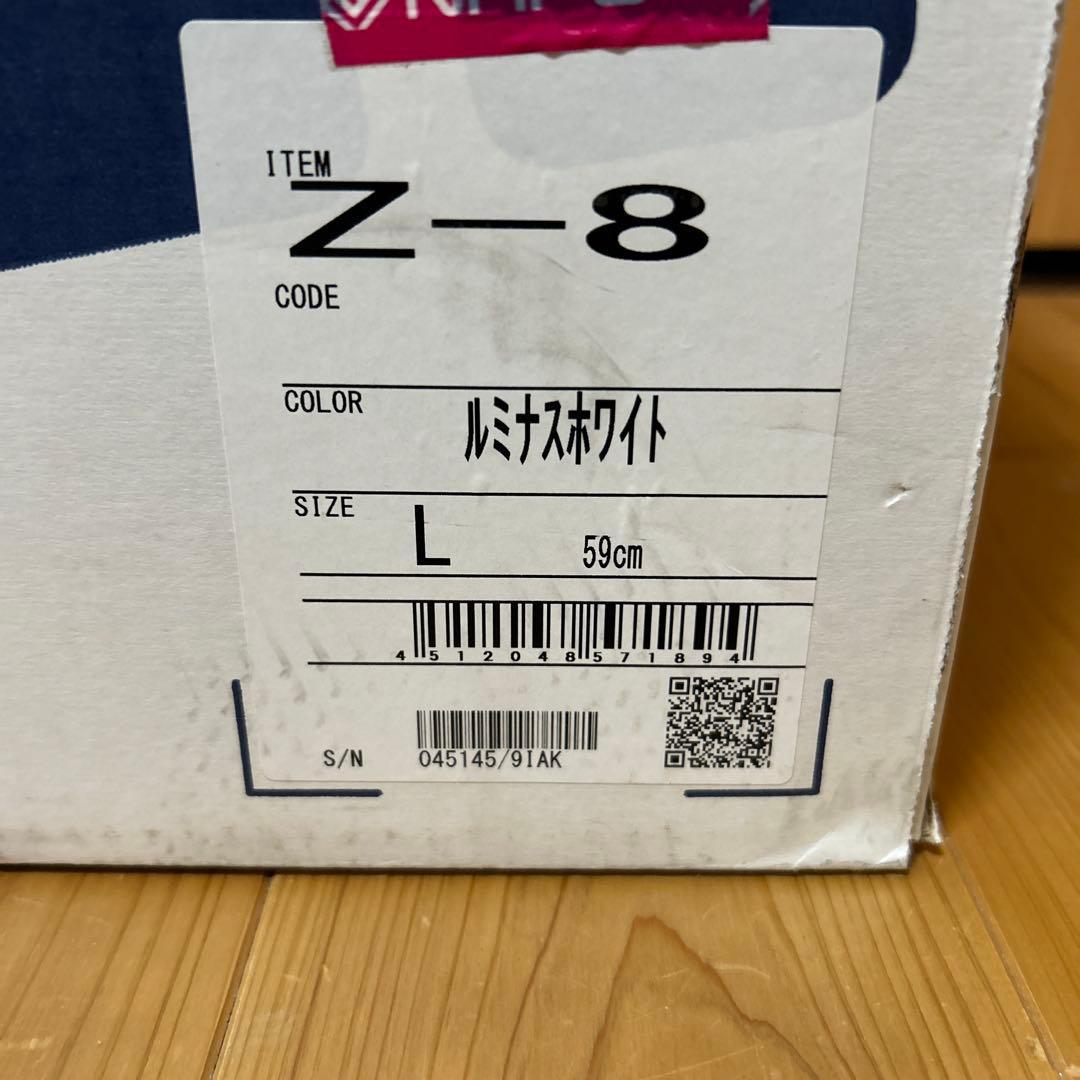 ITEM
Z-8
CODE
COLOR ルミナスホワイト
SIZE L 59cm
4512048571894
S/N 045145/9IAK